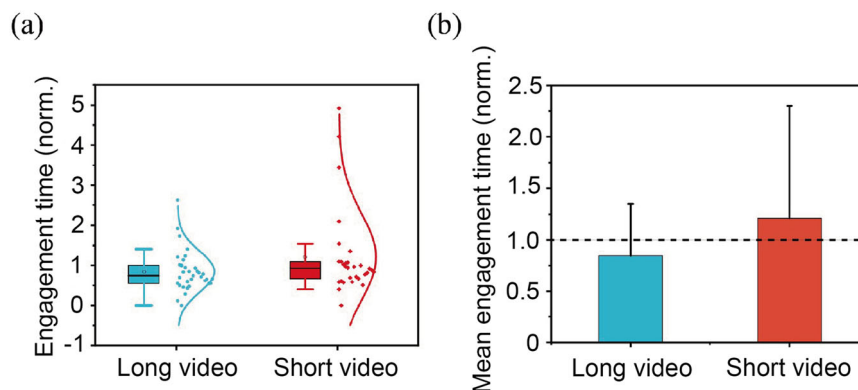 (a)
Engagement time (norm.)
5
4
3
2
1
0
-1
Long video
Short video
(b)
Mean engagement time (norm.)
2.5
2.0
1.5
1.0
0.5
0
Long video
Short video